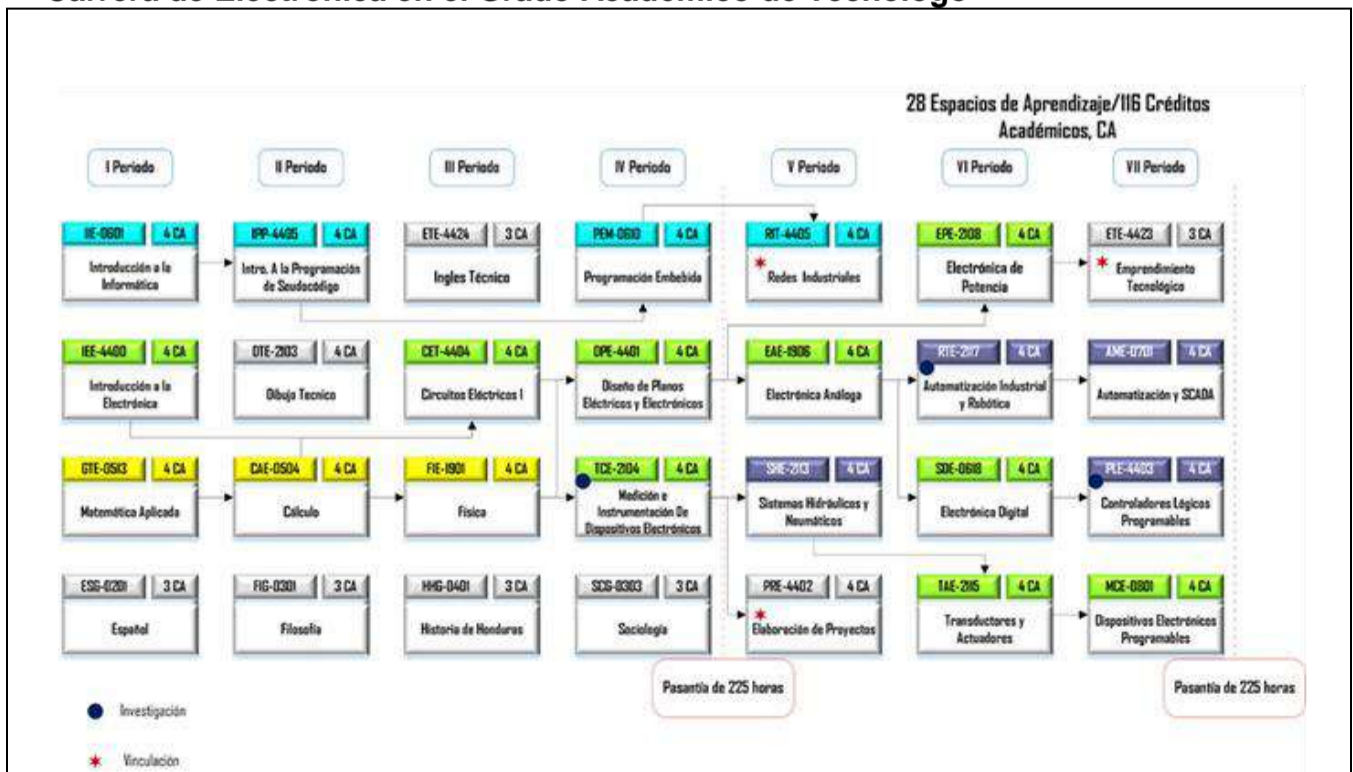 Carrera de Electrónica en el Grado Académico de Tecnólogo
28 Espacios de Aprendizaje/116 Créditos
Académicos, CA
I Periodo
II Periodo
III Periodo
IV Periodo
V Periodo
VI Periodo
VII Periodo
IIE-0601 4 CA
Introducción a la
Informática
IPP-4405 4 CA
Intro. A la Programación
de Seudocódigo
ETE-4424 3 CA
Ingles Técnico
PEM-0610 4 CA
Programación Embebida
RIT-4405 4 CA
Redes Industriales
EPE-2108 4 CA
Electrónica de
Potencia
ETE-4423 3 CA
Emprendimiento
Tecnológico
IEE-4400 4 CA
Introducción a la
Electrónica
DTE-2103 4 CA
Dibujo Tecnico
CET-4404 4 CA
Circuitos Eléctricos I
DPE-4401 4 CA
Diseño de Planos
Eléctricos y Electrónicos
EAE-1906 4 CA
Electrónica Análoga
RTE-2117 4 CA
Automatización Industrial
y Robótica
AME-0701 4 CA
Automatización y SCADA
GTE-0513 4 CA
Matemática Aplicada
CAE-0504 4 CA
Cálculo
FIE-1901 4 CA
Física
TCE-2104 4 CA
Medición e
Instrumentación De
Dispositivos Electrónicos
SHE-2113 4 CA
Sistemas Hidráulicos y
Neumáticos
SDE-0618 4 CA
Electrónica Digital
PLE-4403 4 CA
Controladores Lógicos
Programables
ESG-0201 3 CA
Español
FIG-0301 3 CA
Filosofía
HHG-0401 3 CA
Historia de Honduras
SCG-0303 3 CA
Sociología
PRE-4402 4 CA
Elaboración de Proyectos
TAE-2115 4 CA
Transductores y
Actuadores
MCE-0801 4 CA
Dispositivos Electrónicos
Programables
Pasantía de 225 horas
Pasantía de 225 horas
Investigación
Vinculación